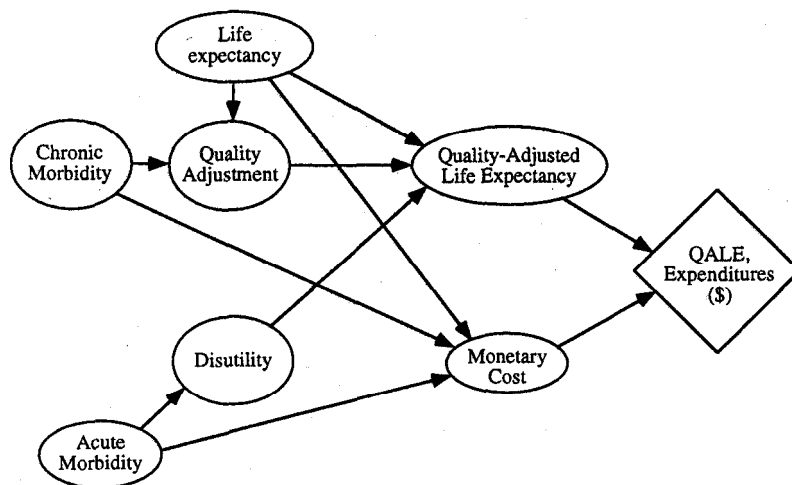 Life
expectancy
Chronic
Morbidity
Quality
Adjustment
Quality-Adjusted
Life Expectancy
QALE,
Expenditures
($)
Disutility
Monetary
Cost
Acute
Morbidity